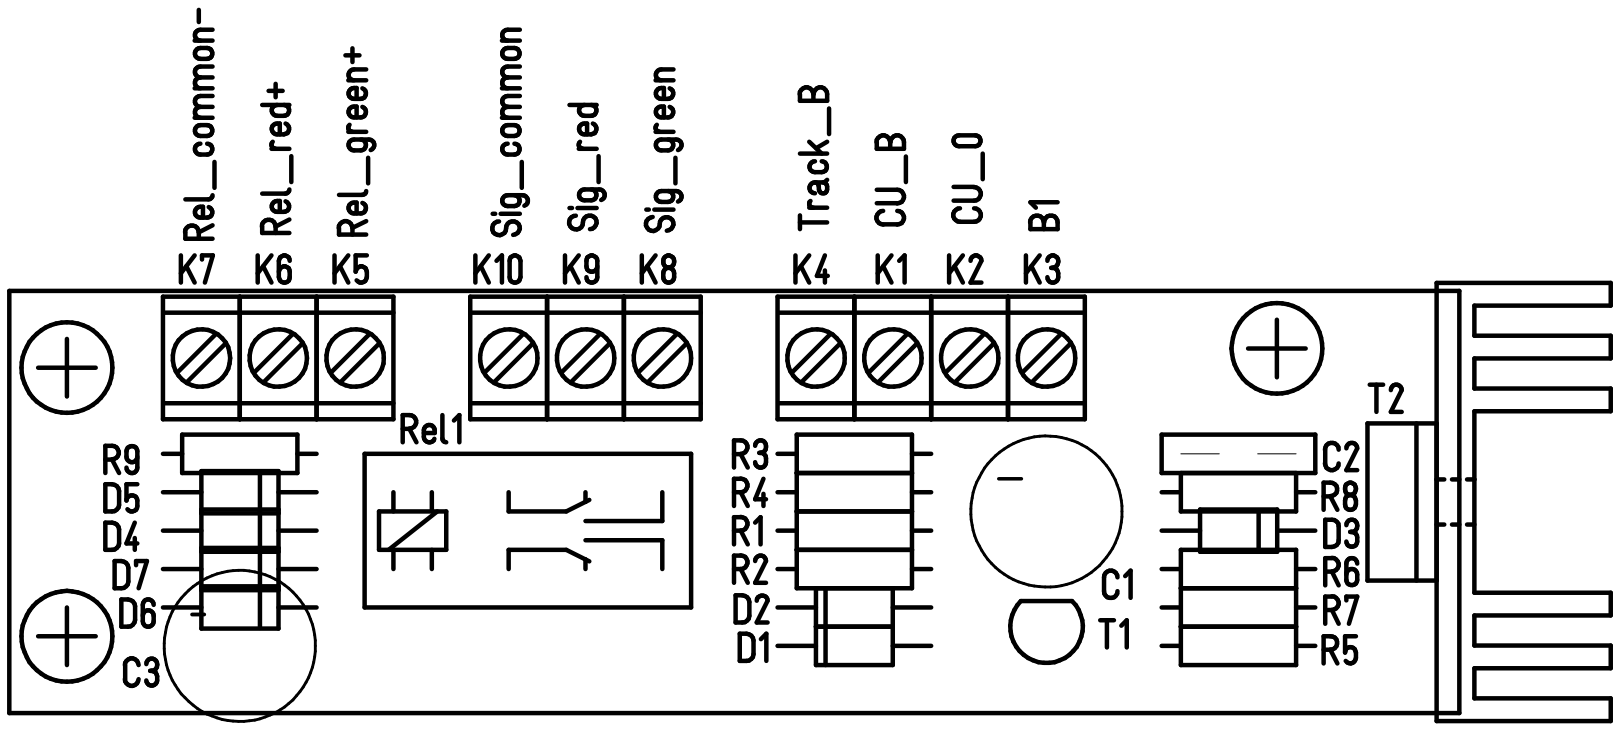 Rel_common-
Rel_red+
Rel_green+
Sig_common
Sig_red
Sig_green
Track_B
CU_B
CU_0
B1
K7
K6
K5
K10
K9
K8
K4
K1
K2
K3
T2
Rel1
R9
R3
C2
D5
R4
R8
D4
R1
D3
D7
R2
R6
C1
D6
D2
R7
T1
D1
R5
C3